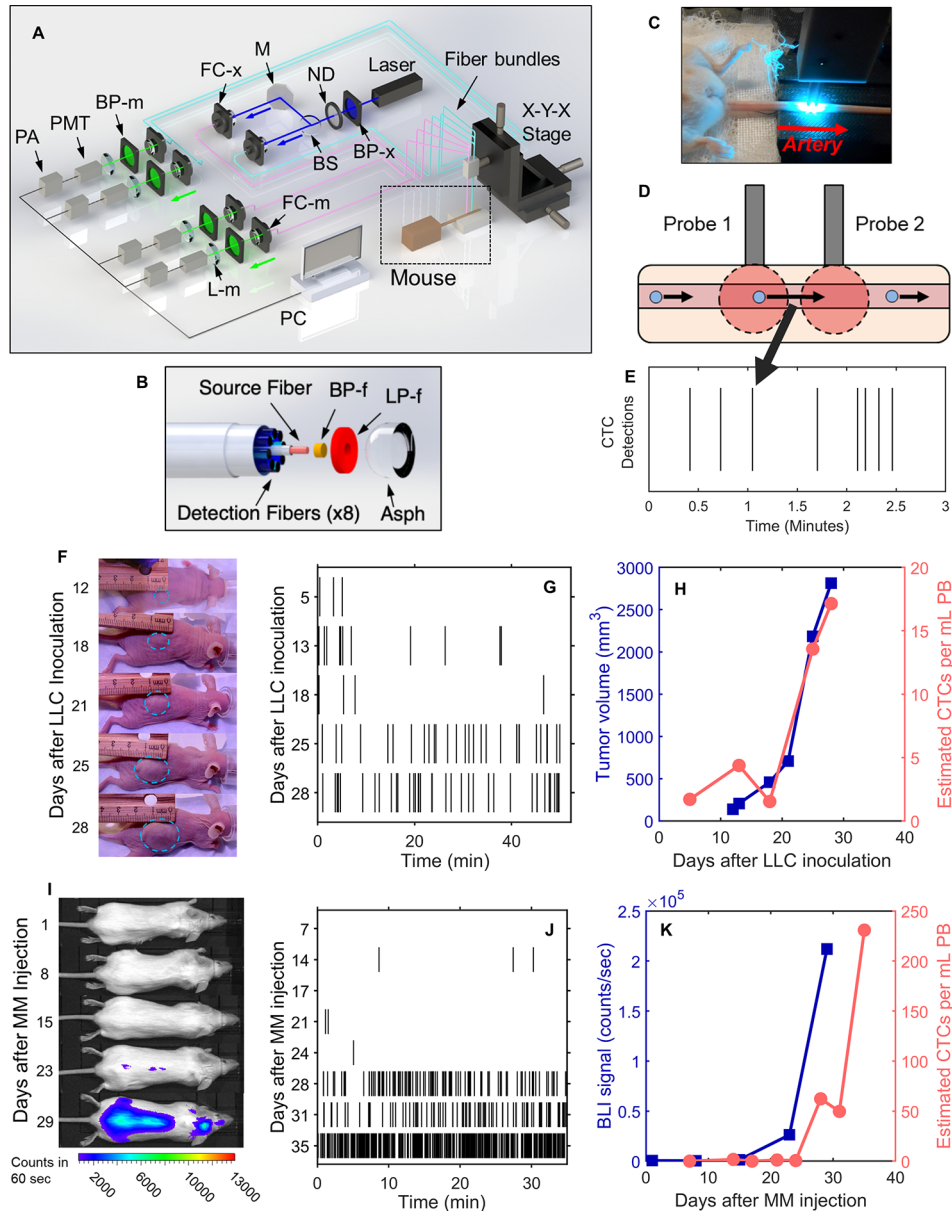 A
M
FC-x
ND
Laser
Fiber bundles
BP-m
PMT
PA
X-Y-X
Stage
BS
BP-x
FC-m
L-m
Mouse
PC
B
Source Fiber
BP-f
LP-f
Detection Fibers (x8)
Asph
C
Artery
D
Probe 1
Probe 2
E
CTC
Detections
0 0.5 1 1.5 2 2.5 3
Time (Minutes)
F
Days after LLC Inoculation
12
18
21
25
28
G
Days after LLC inoculation
5
13
18
25
28
0 20 40
Time (min)
H
Tumor volume (mm³)
3000
2500
2000
1500
1000
500
0
Estimated CTCs per mL PB
20
15
10
5
0
0 10 20 30 40
Days after LLC inoculation
I
Days after MM Injection
1
8
15
23
29
Counts in
60 sec
2000 6000 10000 13000
J
Days after MM injection
7
14
17
21
24
28
31
35
0 10 20 30
Time (min)
K
×10⁵
BLI signal (counts/sec)
2.5
2
1.5
1
0.5
0
Estimated CTCs per mL PB
250
200
150
100
50
0
0 10 20 30 40
Days after MM injection